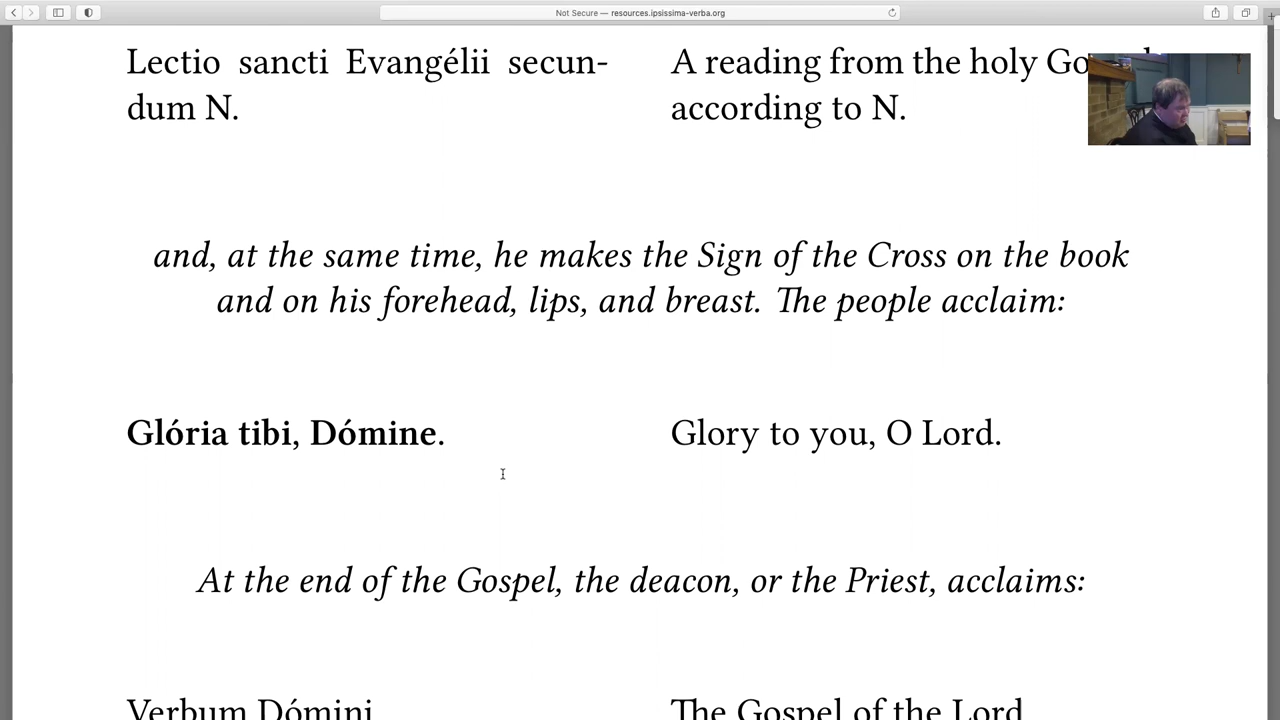 Not Secure — resources.ipsissima-verba.org
Lectio sancti Evangélii secun-
dum N.
A reading from the holy
according to N.
and, at the same time, he makes the Sign of the Cross on the book
and on his forehead, lips, and breast. The people acclaim:
Glória tibi, Dómine.
Glory to you, O Lord.
At the end of the Gospel, the deacon, or the Priest, acclaims:
Verbum Dómini
The Gospel of the Lord